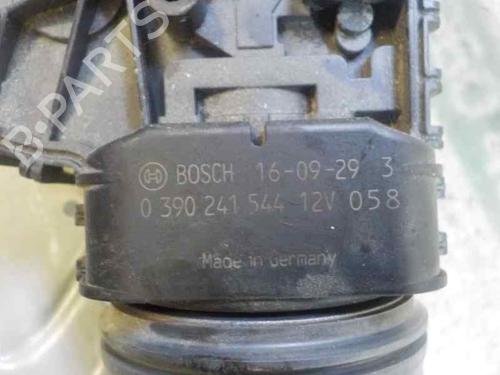 B-PARTS
BOSCH 16-09-29 3
0 390 241 544 12V 058
Made in Germany